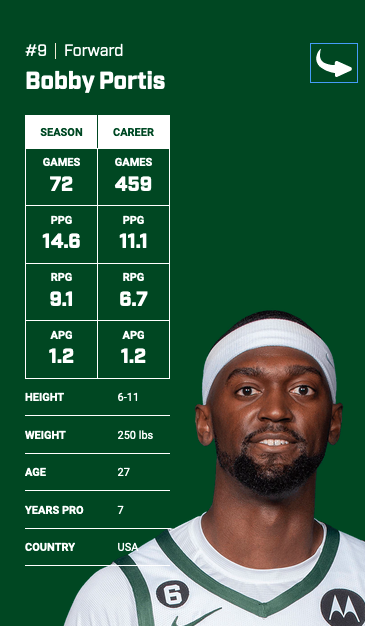 #9 | Forward
Bobby Portis
SEASON CAREER
GAMES GAMES
72 459
PPG PPG
14.6 11.1
RPG RPG
9.1 6.7
APG APG
1.2 1.2
HEIGHT 6-11
WEIGHT 250 lbs
AGE 27
YEARS PRO 7
COUNTRY USA
6